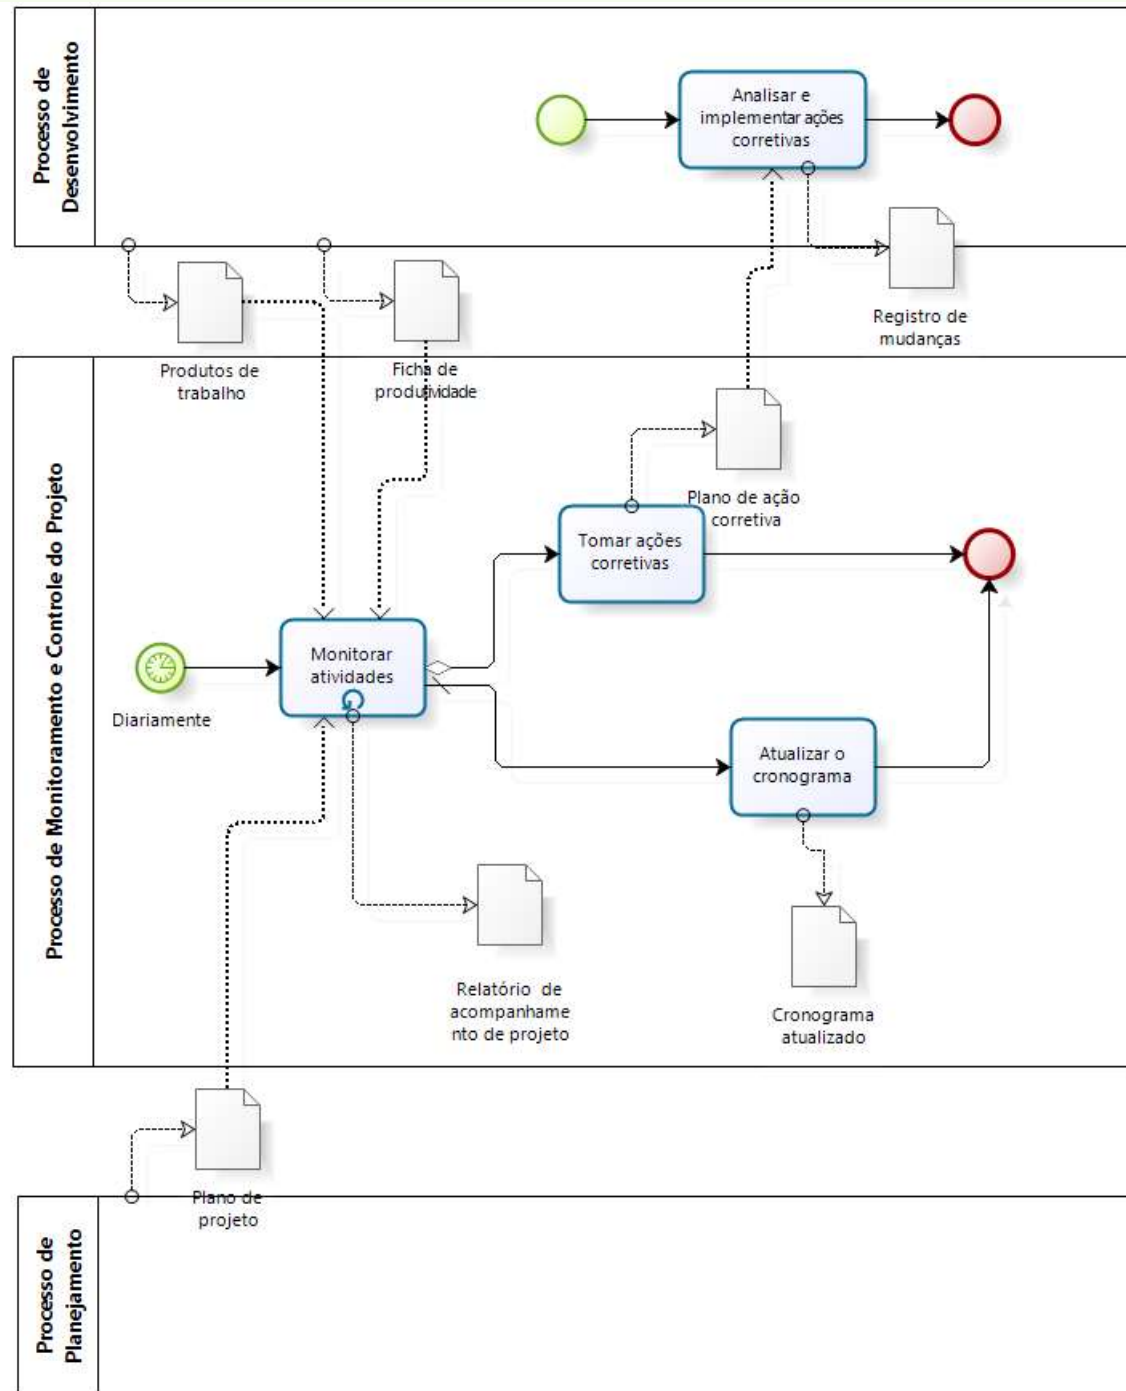 Processo de
Desenvolvimento
Analisar e
implementar ações
corretivas
Registro de
mudanças
Produtos de
trabalho
Ficha de
produtividade
Processo de Monitoramento e Controle do Projeto
Plano de ação
corretiva
Tomar ações
corretivas
Monitorar
atividades
Diariamente
Atualizar o
cronograma
Relatório de
acompanhame
nto de projeto
Cronograma
atualizado
Plano de
projeto
Processo de
Planejamento